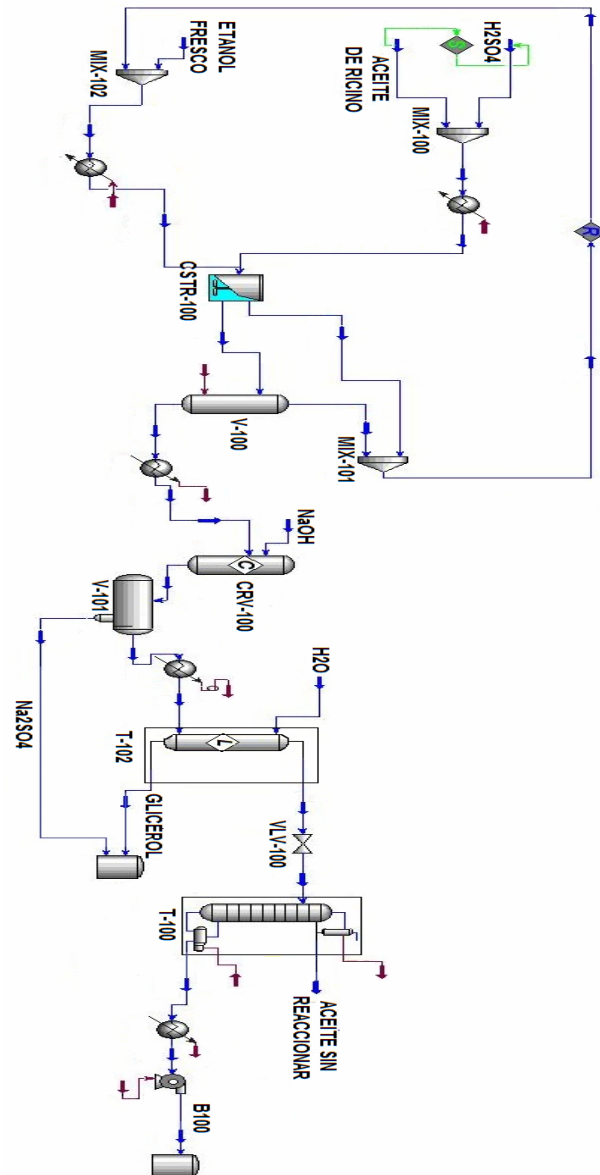 ETANOL
FRESCO
MIX-102
H2SO4
S
ACEITE
DE RICINO
MIX-100
R
CSTR-100
V-100
MIX-101
NaOH
C
CRV-100
V-101
H2O
Na2SO4
L
T-102
GLICEROL
VLV-100
T-100
ACEITE SIN
REACCIONAR
B100